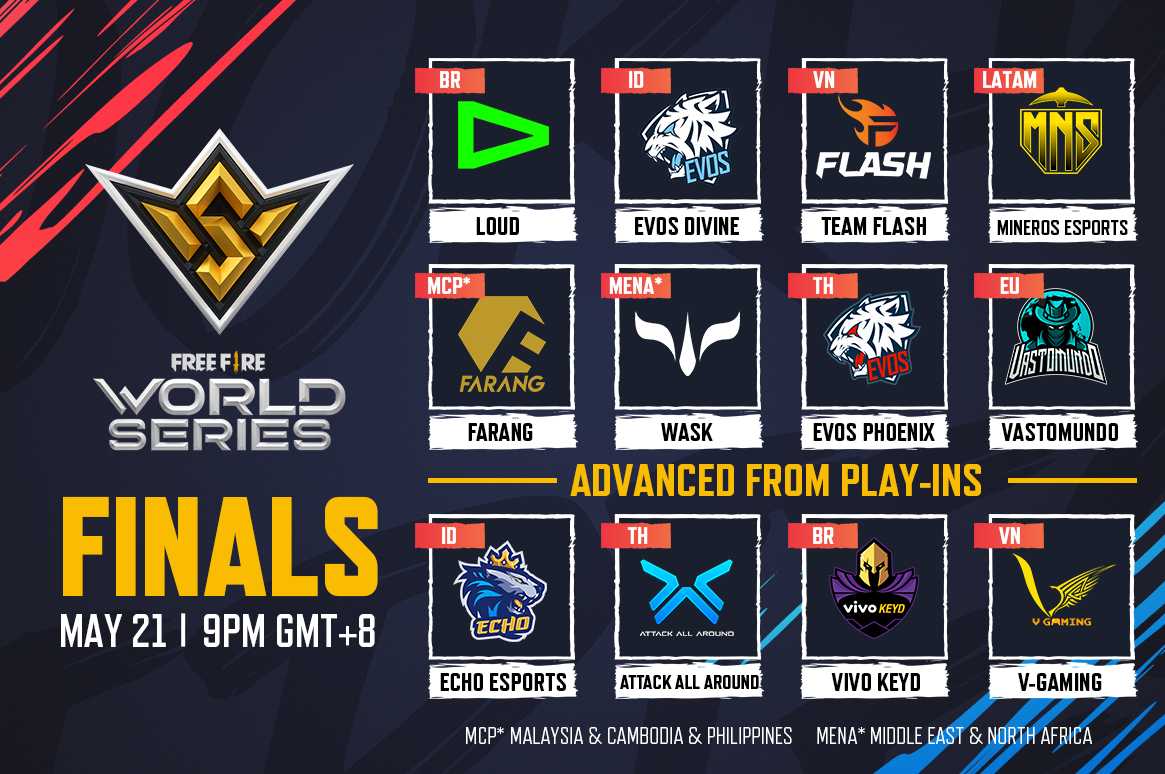 FREE FIRE
WORLD
SERIES
FINALS
MAY 21 | 9PM GMT+8
BR
LOUD
ID
EVOS
EVOS DIVINE
VN
FLASH
TEAM FLASH
LATAM
MNS
MINEROS ESPORTS
MCP*
FARANG
FARANG
MENA*
WASK
TH
EVOS
EVOS PHOENIX
EU
VASTOMUNDO
VASTOMUNDO
ADVANCED FROM PLAY-INS
ID
ECHO
ECHO ESPORTS
TH
ATTACK ALL AROUND
ATTACK ALL AROUND
BR
vivo KEYD
VIVO KEYD
VN
V GAMING
V-GAMING
MCP* MALAYSIA & CAMBODIA & PHILIPPINES
MENA* MIDDLE EAST & NORTH AFRICA